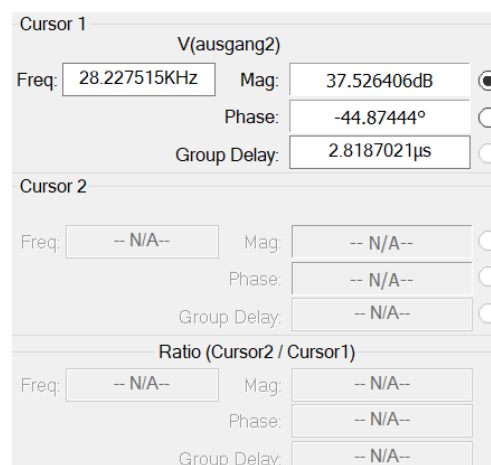 Cursor 1
V(ausgang2)
Freq: 28.227515KHz Mag: 37.526406dB
Phase: -44.87444º
Group Delay: 2.8187021µs
Cursor 2
Freq: -- N/A-- Mag: -- N/A--
Phase: -- N/A--
Group Delay: -- N/A--
Ratio (Cursor2 / Cursor1)
Freq: -- N/A-- Mag: -- N/A--
Phase: -- N/A--
Group Delay: -- N/A--